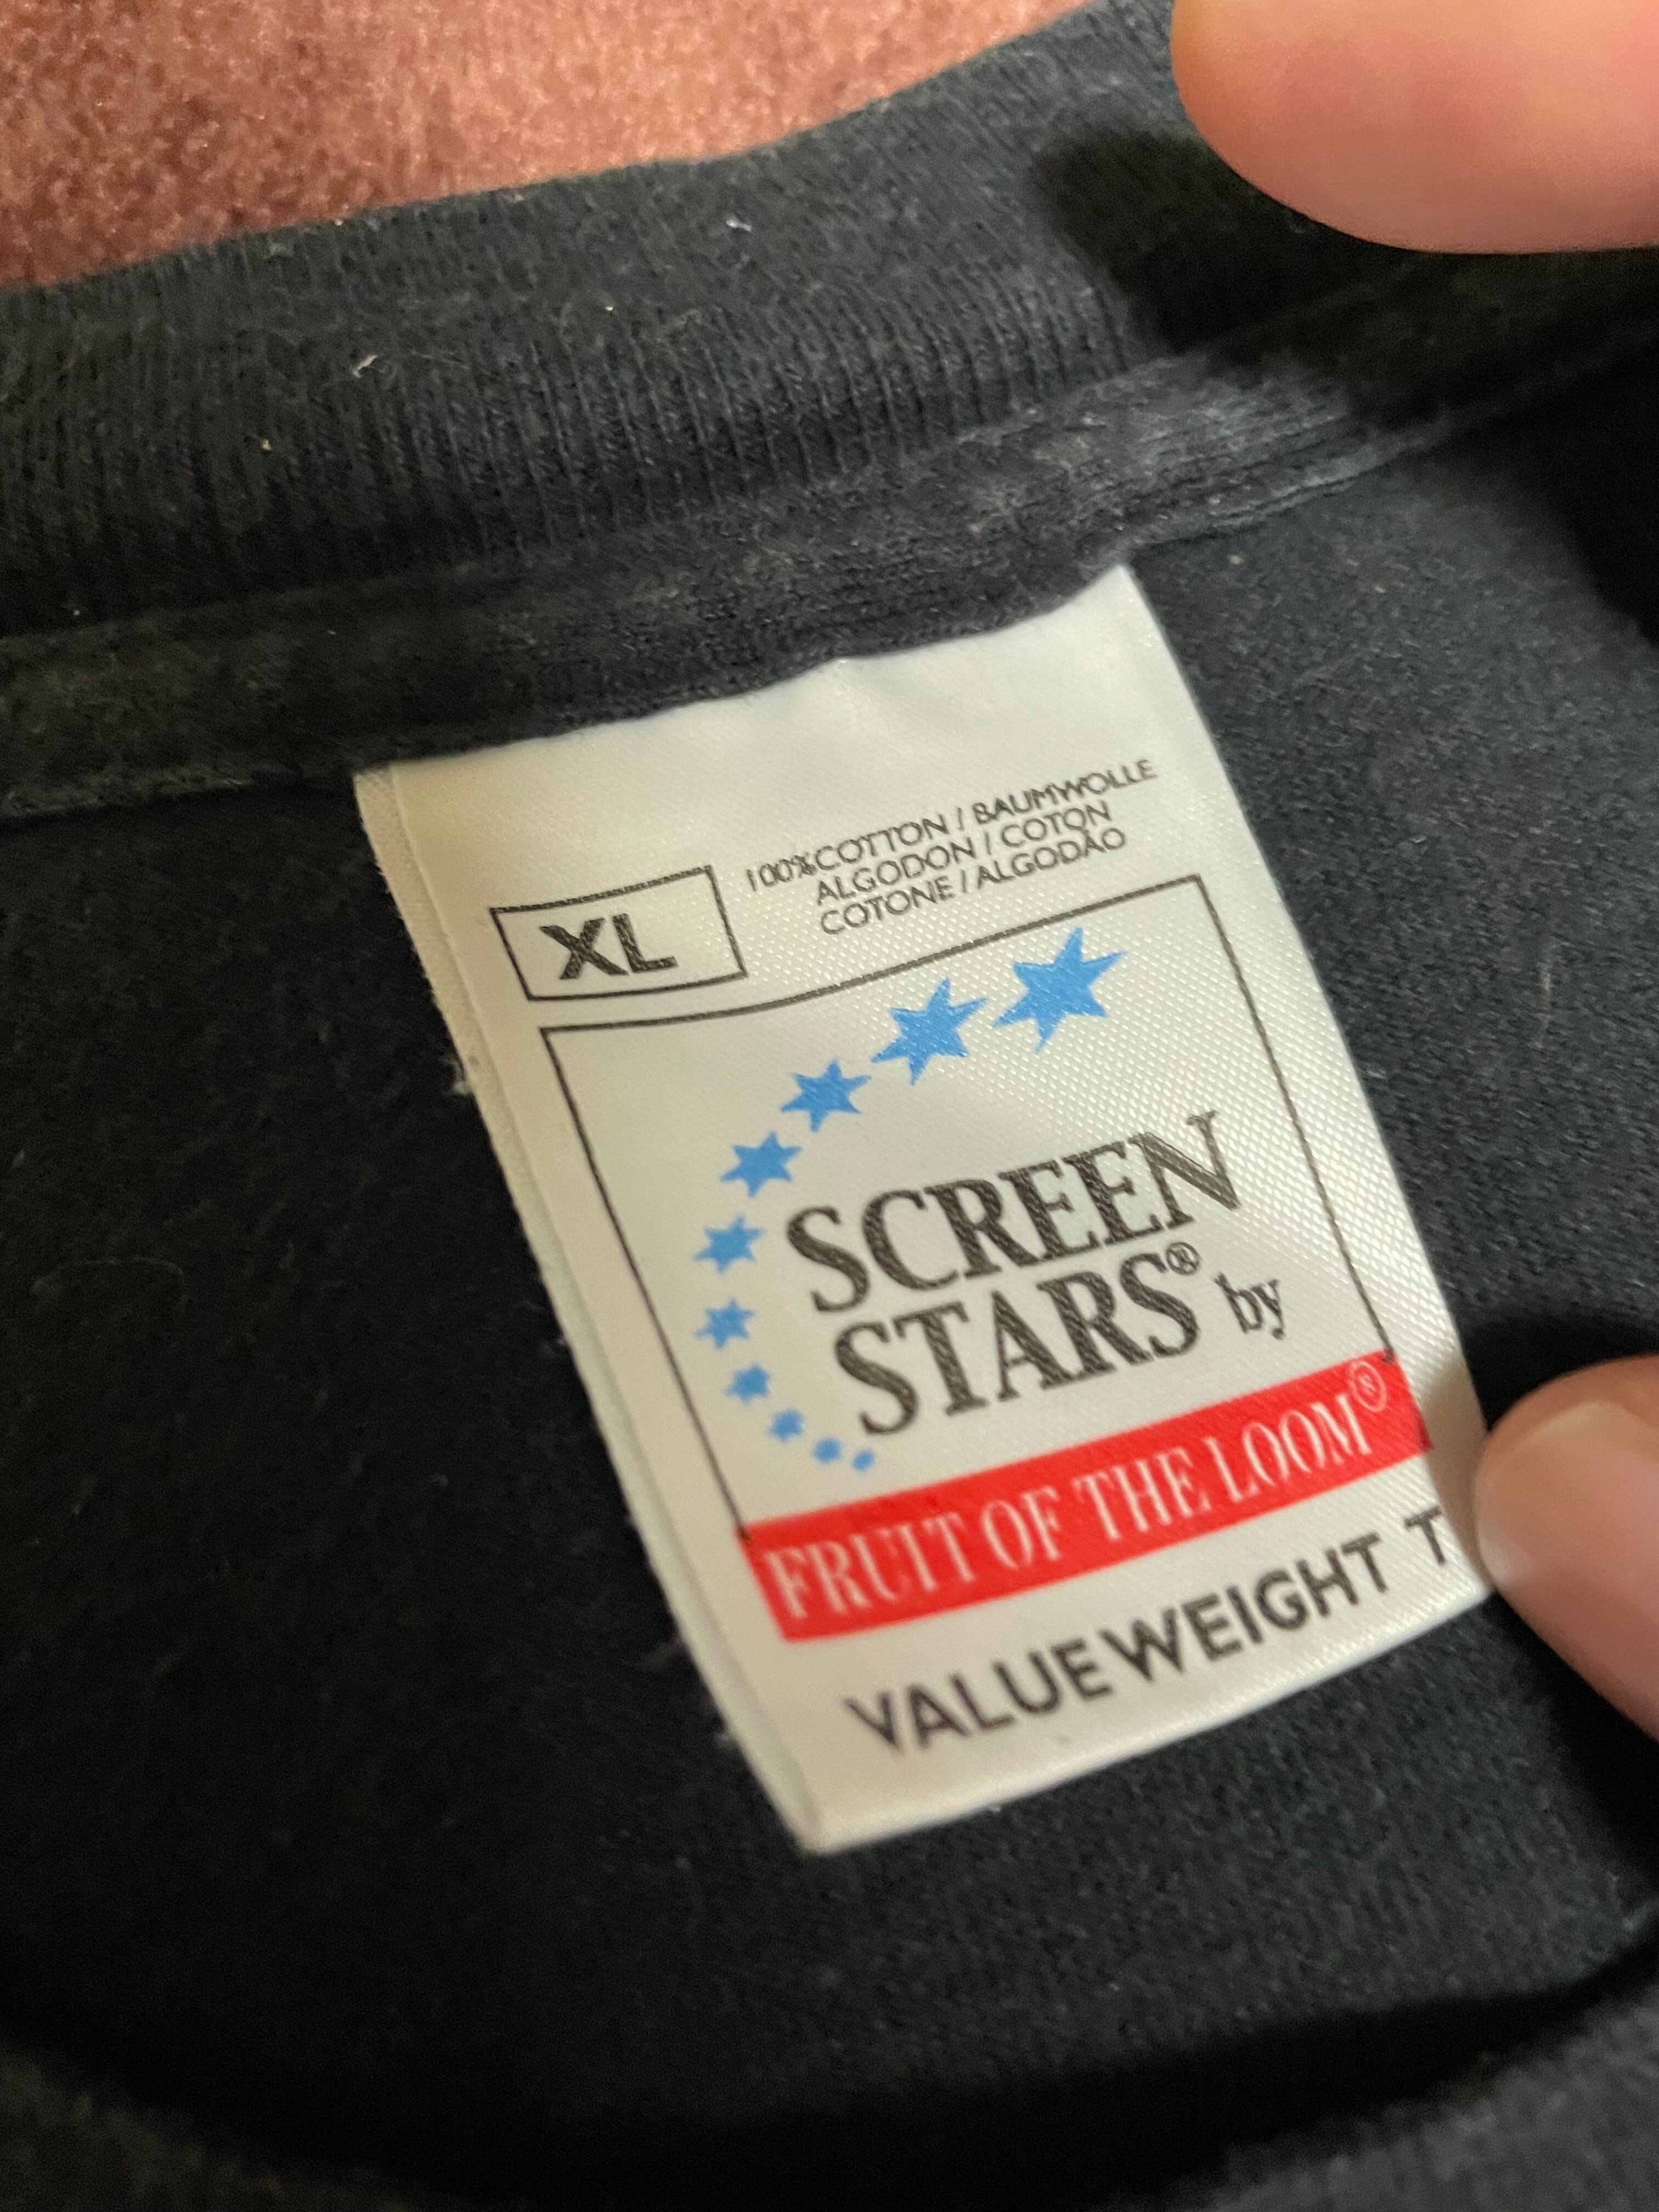 100%COTTON / BAUMWOLLE
ALGODON / COTON
COTONE / ALGODÃO
XL
SCREEN
STARS® by
FRUIT OF THE LOOM®
VALUEWEIGHT T